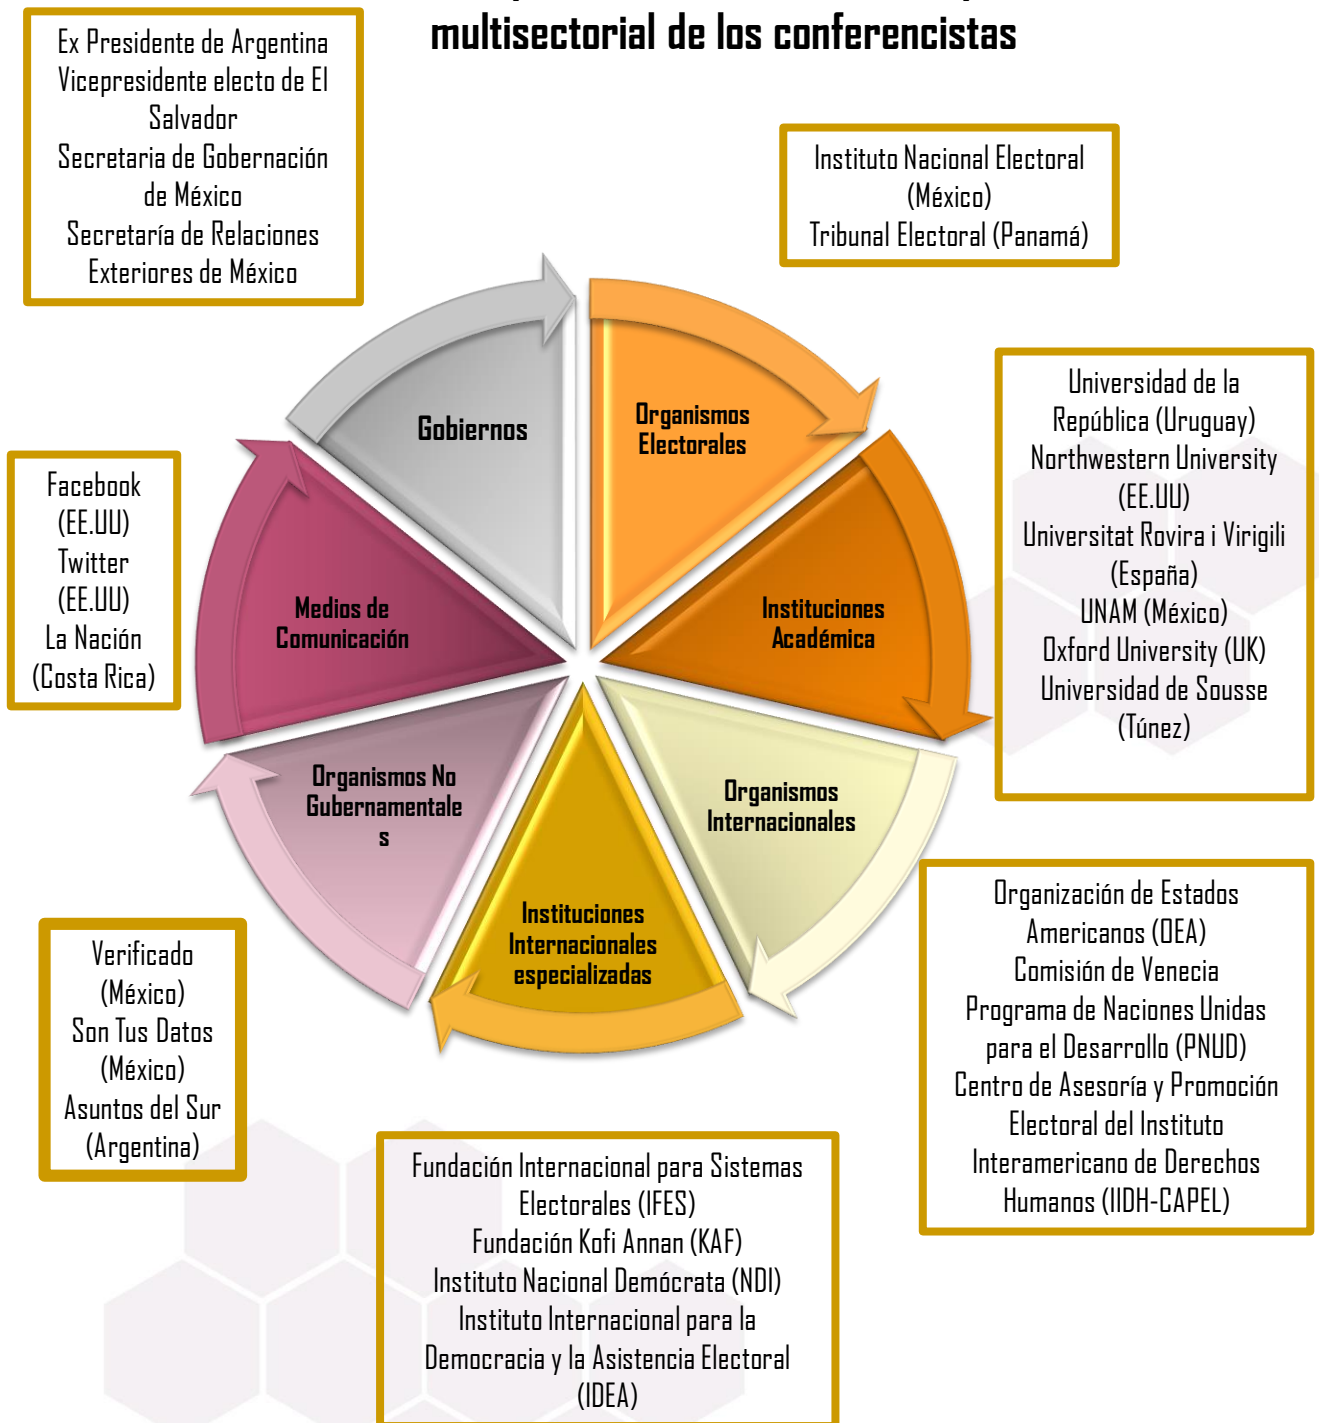 multisectorial de los conferencistas
Ex Presidente de Argentina
Vicepresidente electo de El
Salvador
Secretaria de Gobernación
de México
Secretaría de Relaciones
Exteriores de México
Instituto Nacional Electoral
(México)
Tribunal Electoral (Panamá)
Universidad de la
República (Uruguay)
Northwestern University
(EE.UU)
Universitat Rovira i Virigili
(España)
UNAM (México)
Oxford University (UK)
Universidad de Sousse
(Túnez)
Gobiernos
Organismos
Electorales
Facebook
(EE.UU)
Twitter
(EE.UU)
La Nación
(Costa Rica)
Medios de
Comunicación
Instituciones
Académica
Organismos No
Gubernamentale
s
Organismos
Internacionales
Instituciones
Internacionales
especializadas
Organización de Estados
Americanos (OEA)
Comisión de Venecia
Programa de Naciones Unidas
para el Desarrollo (PNUD)
Centro de Asesoría y Promoción
Electoral del Instituto
Interamericano de Derechos
Humanos (IIDH-CAPEL)
Verificado
(México)
Son Tus Datos
(México)
Asuntos del Sur
(Argentina)
Fundación Internacional para Sistemas
Electorales (IFES)
Fundación Kofi Annan (KAF)
Instituto Nacional Demócrata (NDI)
Instituto Internacional para la
Democracia y la Asistencia Electoral
(IDEA)